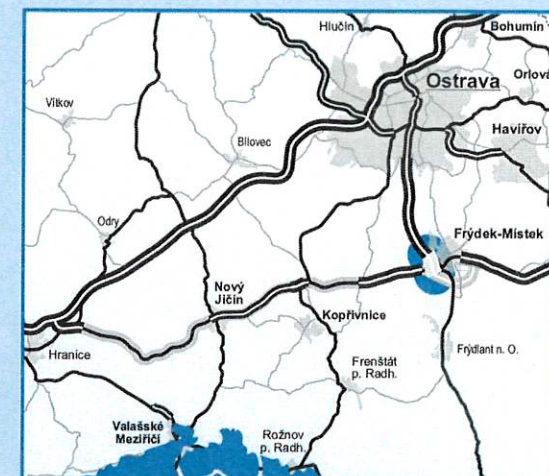 Hlučín
Bohumín
Ostrava
Orlová
Vítkov
Havířov
Bílovec
Odry
Frýdek-Místek
Nový
Jičín
Kopřivnice
Hranice
Frenštát
p. Radh.
Frýdlant n. O.
Valašské
Meziříčí
Rožnov
p. Radh.